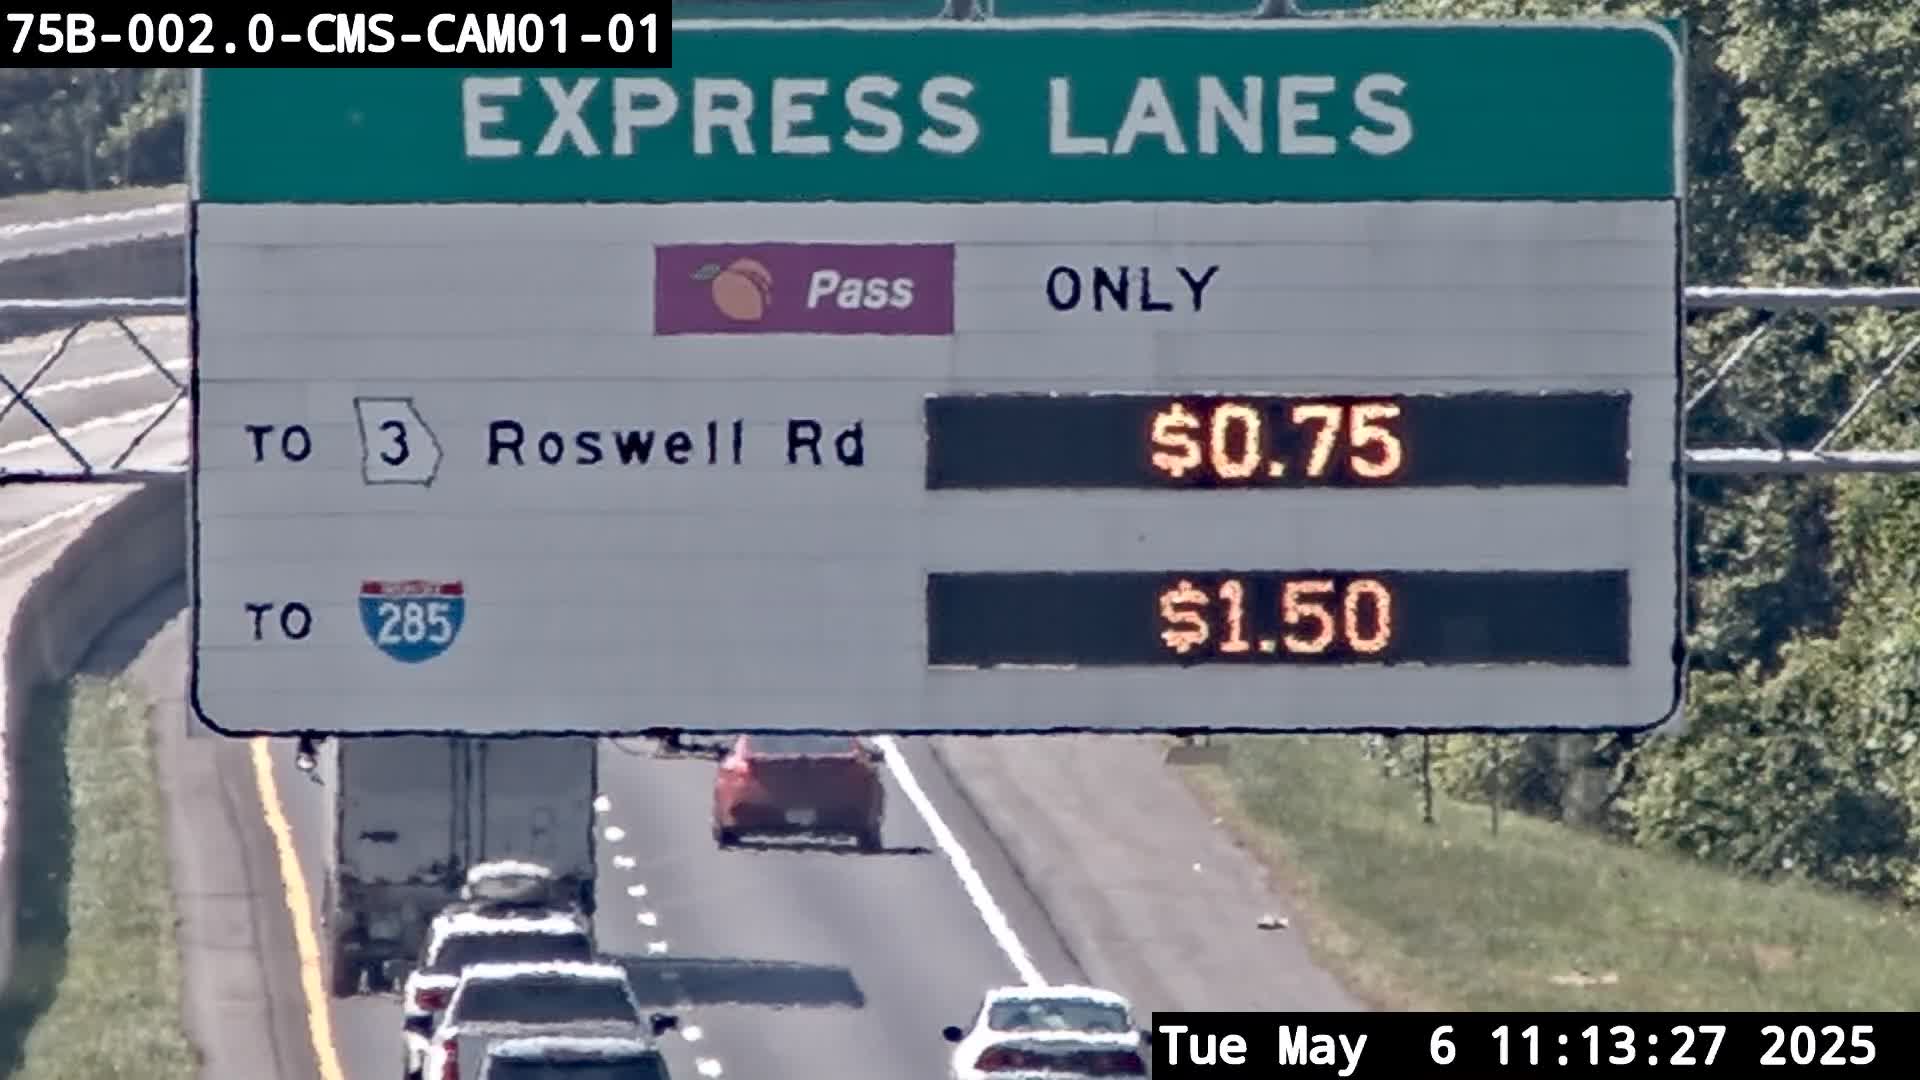 75B-002.0-CMS-CAM01-01
EXPRESS LANES
Pass ONLY
TO 3 Roswell Rd $0.75
TO 285 $1.50
Tue May 6 11:13:27 2025